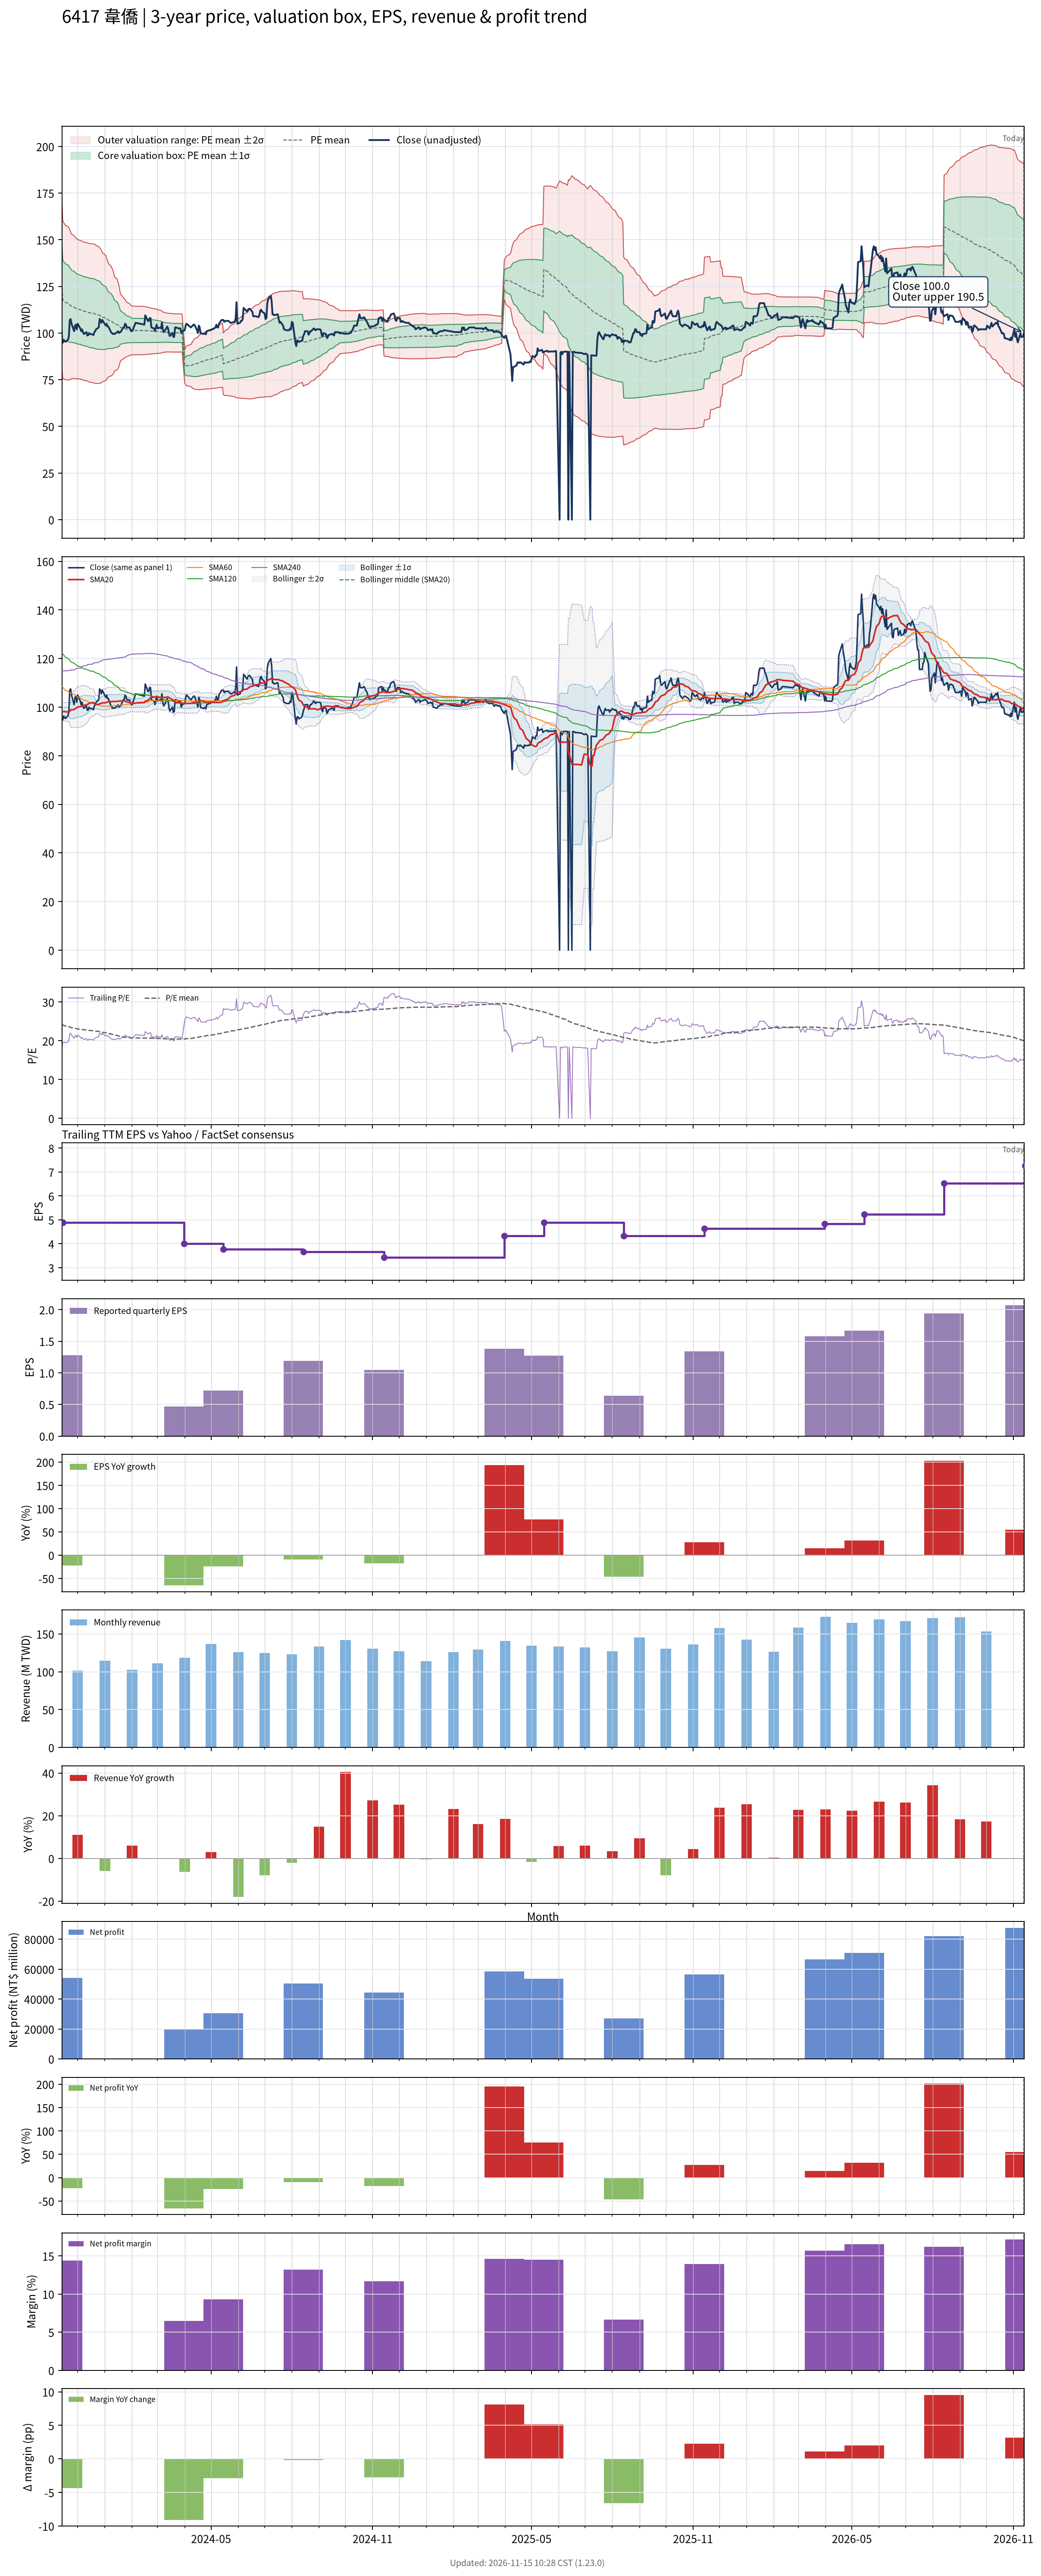 6417 韋僑 | 3-year price, valuation box, EPS, revenue & profit trend
Outer valuation range: PE mean ±2σ
Core valuation box: PE mean ±1σ
PE mean
Close (unadjusted)
Today
Close 100.0
Outer upper 190.5
Price (TWD)
200
175
150
125
100
75
50
25
0
Close (same as panel 1)
SMA20
SMA60
SMA120
SMA240
Bollinger ±2σ
Bollinger ±1σ
Bollinger middle (SMA20)
Price
160
140
120
100
80
60
40
20
0
Trailing P/E
P/E mean
P/E
30
20
10
0
Trailing TTM EPS vs Yahoo / FactSet consensus
Today
EPS
8
7
6
5
4
3
Reported quarterly EPS
EPS
2.0
1.5
1.0
0.5
0.0
EPS YoY growth
YoY (%)
200
150
100
50
0
-50
Monthly revenue
Revenue (M TWD)
150
100
50
0
Revenue YoY growth
YoY (%)
40
20
0
-20
Month
Net profit
Net profit (NT$ million)
80000
60000
40000
20000
0
Net profit YoY
YoY (%)
200
150
100
50
0
-50
Net profit margin
Margin (%)
15
10
5
0
Margin YoY change
Δ margin (pp)
10
5
0
-5
-10
2024-05
2024-11
2025-05
2025-11
2026-05
2026-11
Updated: 2026-11-15 10:28 CST (1.23.0)